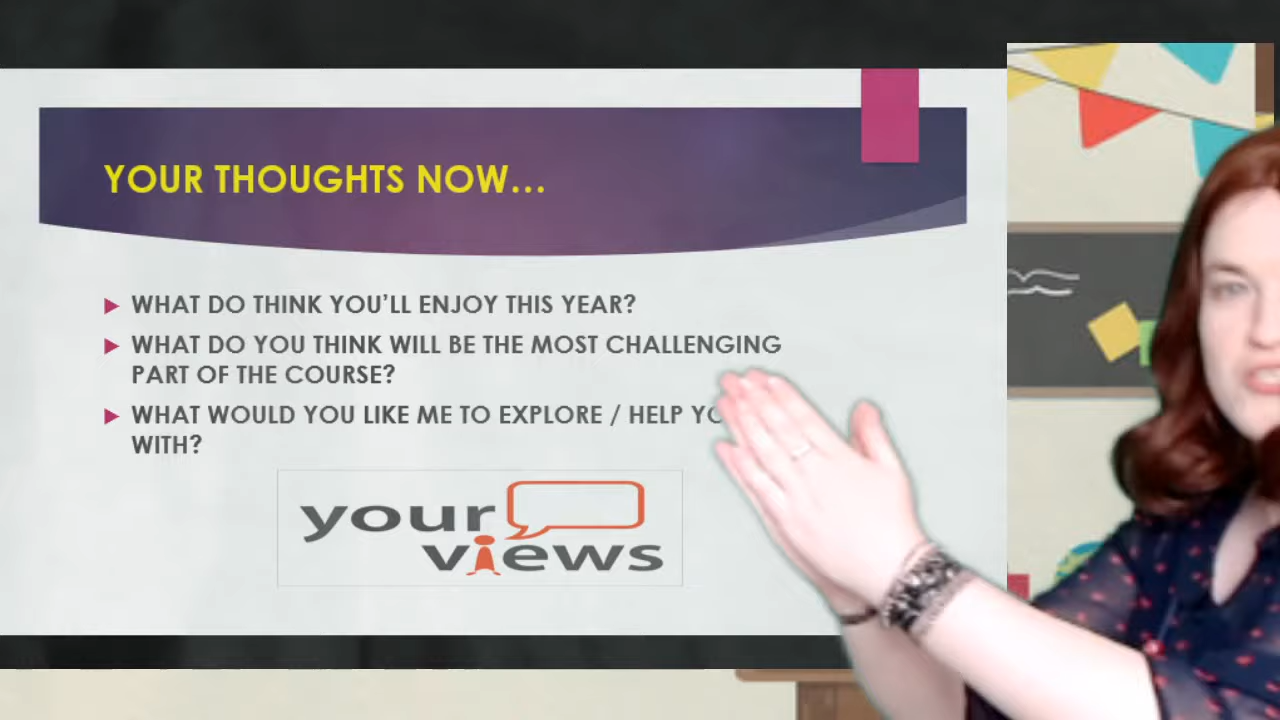 YOUR THOUGHTS NOW...
WHAT DO THINK YOU'LL ENJOY THIS YEAR?
WHAT DO YOU THINK WILL BE THE MOST CHALLENGING
PART OF THE COURSE?
WHAT WOULD YOU LIKE ME TO EXPLORE / HELP
WITH?
your
views